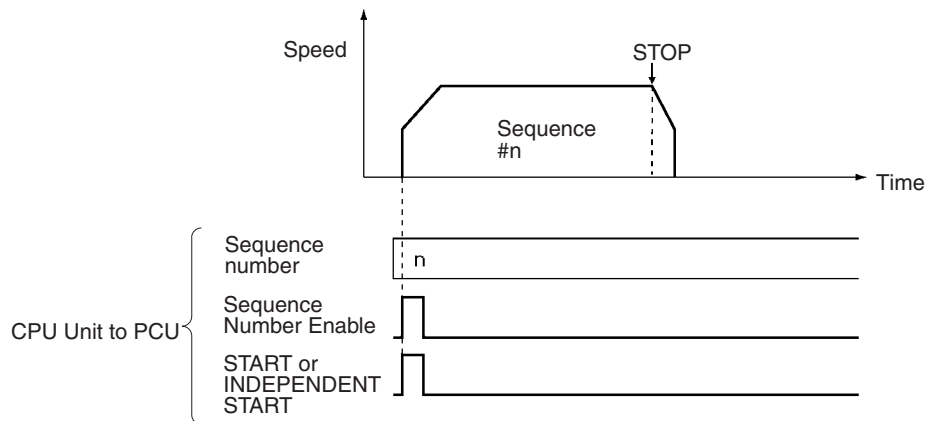 Speed
STOP
Sequence
#n
Time
CPU Unit to PCU
Sequence
number
n
Sequence
Number Enable
START or
INDEPENDENT
START